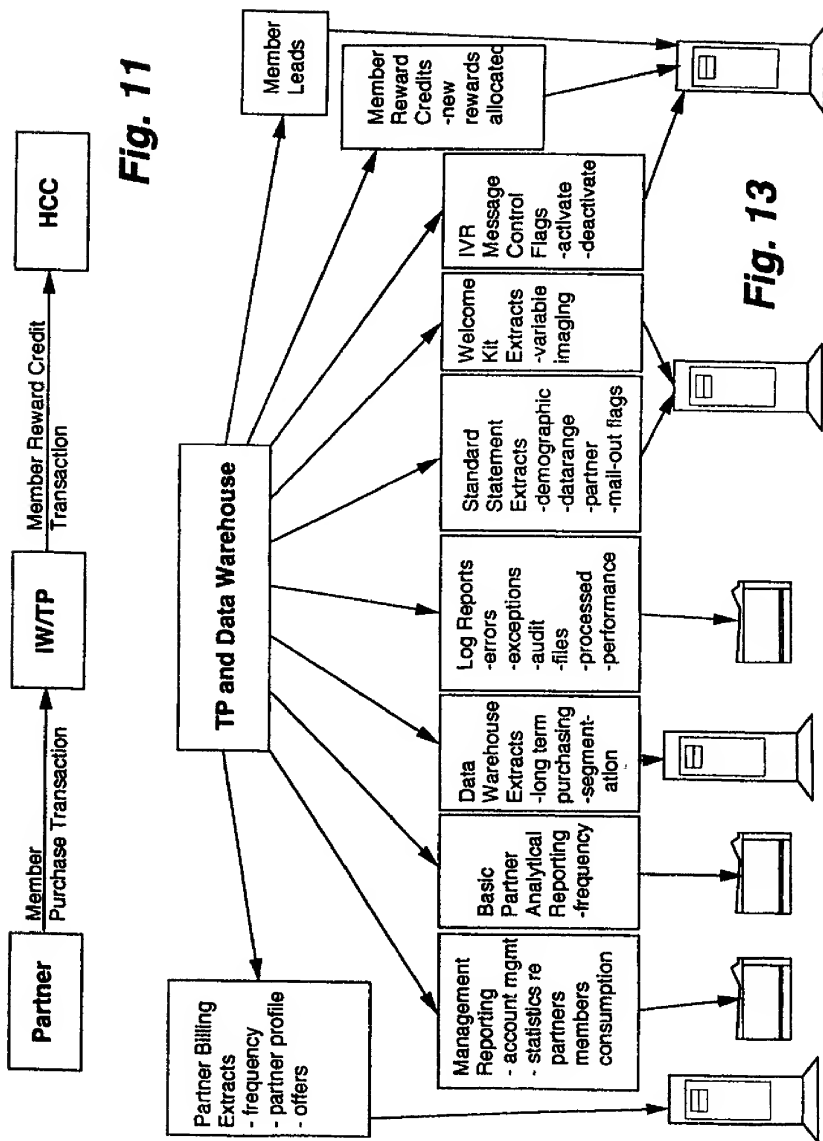 Partner
Member
Purchase Transaction
IW/TP
Member Reward Credit
Transaction
HCC
Fig. 11
TP and Data Warehouse
Partner Billing
Extracts
- frequency
- partner profile
- offers
Management
Reporting
- account mgmt
- statistics re
partners
members
consumption
Basic
Partner
Analytical
Reporting
-frequency
Data
Warehouse
Extracts
-long term
purchasing
-segment-
ation
Log Reports
-errors
-exceptions
-audit
-files
-processed
-performance
Standard
Statement
Extracts
-demographic
-datarange
-partner
-mail-out flags
Welcome
Kit
Extracts
-variable
imaging
IVR
Message
Control
Flags
-activate
-deactivate
Member
Reward
Credits
-new
rewards
allocated
Member
Leads
Fig. 13